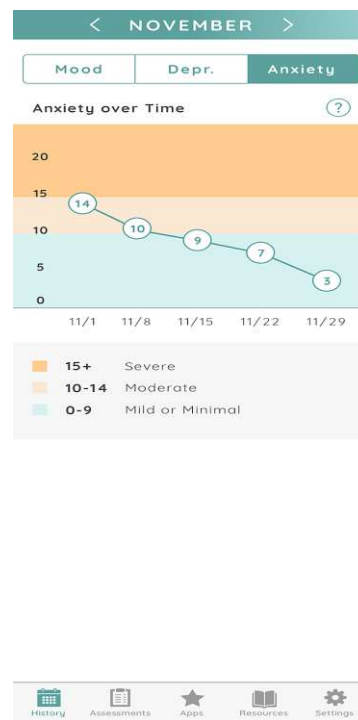 < NOVEMBER >
Mood Depr. Anxiety
Anxiety over Time ?
20
15
14
10
10
9
7
5
3
0
11/1 11/8 11/15 11/22 11/29
15+ Severe
10-14 Moderate
0-9 Mild or Minimal
History Assessments Apps Resources Settings